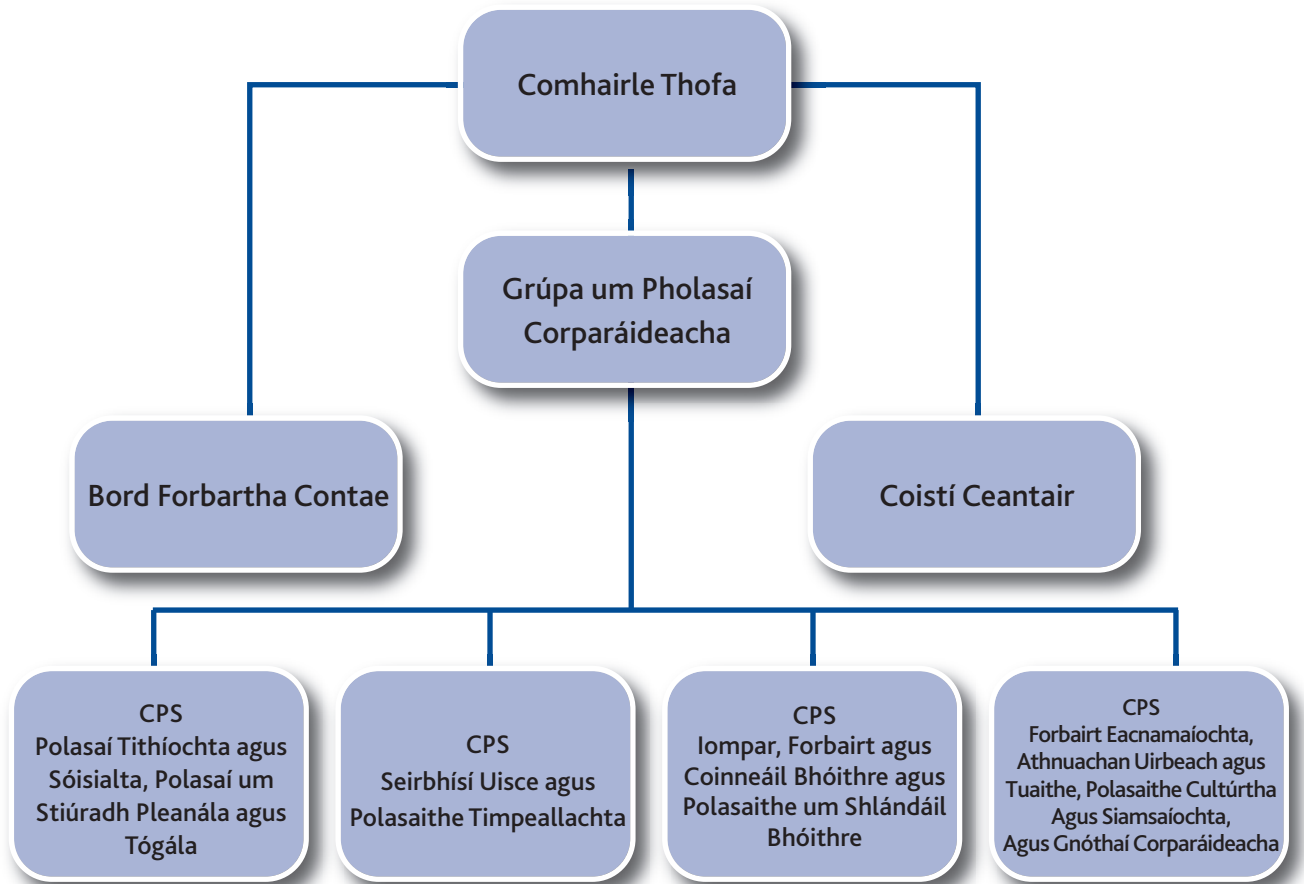 Comhairle Thofa
Grúpa um Pholasaí
Corparáideacha
Bord Forbartha Contae
Coistí Ceantair
CPS
Polasaí Tithíochta agus
Sóisialta, Polasaí um
Stiúradh Pleanála agus
Tógála
CPS
Seirbhísí Uisce agus
Polasaithe Timpeallachta
CPS
Iompar, Forbairt agus
Coinneáil Bhóithre agus
Polasaithe um Shlándáil
Bhóithre
CPS
Forbairt Eacnamaíochta,
Athnuachan Uirbeach agus
Tuaithe, Polasaithe Cultúrtha
Agus Siamsaíochta,
Agus Gnóthaí Corparáideacha